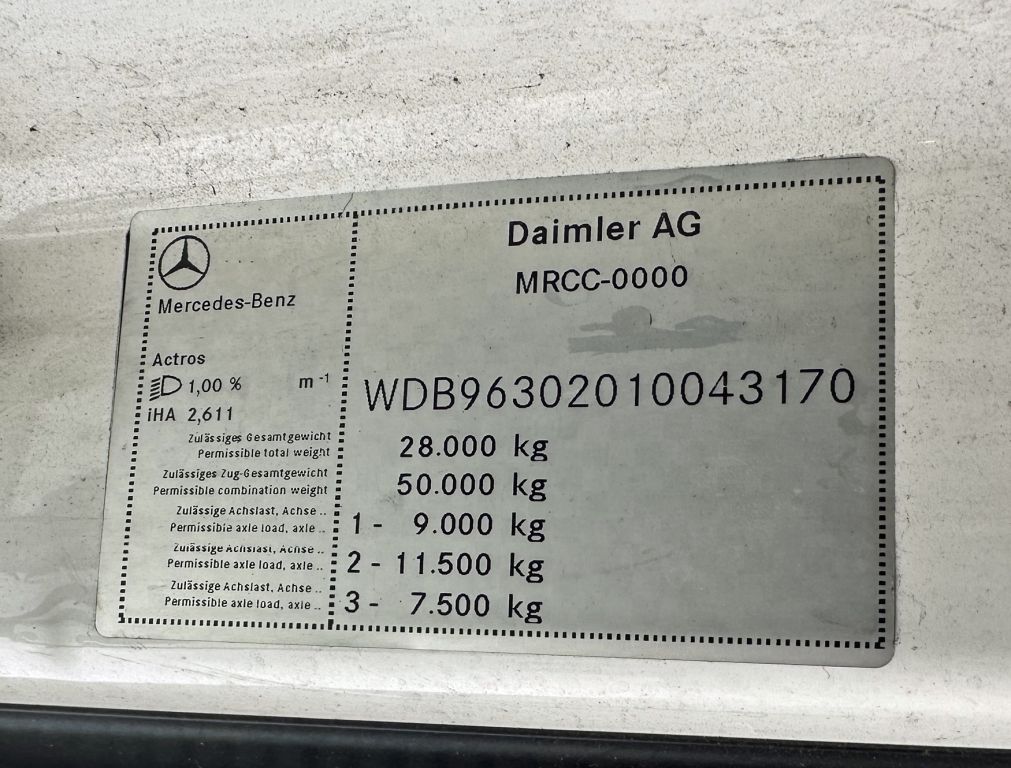 Daimler AG
MRCC-0000
Mercedes-Benz
Actros
1,00 % m⁻¹
iHA 2,611
WDB96302010043170
Zulässiges Gesamtgewicht
Permissible total weight 28.000 kg
Zulässiges Zug-Gesamtgewicht
Permissible combination weight 50.000 kg
Zulässige Achslast, Achse ..
Permissible axle load, axle .. 1 - 9.000 kg
Zulässige Achslast, Achse ..
Permissible axle load, axle .. 2 - 11.500 kg
Zulässige Achslast, Achse ..
Permissible axle load, axle .. 3 - 7.500 kg